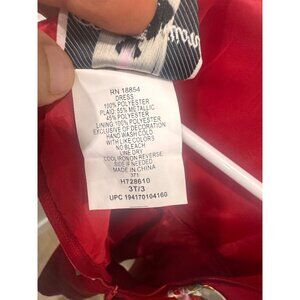 RN 18854
DRESS
100% POLYESTER
PLAID: 55% METALLIC
45% POLYESTER
LINING: 100% POLYESTER
EXCLUSIVE OF DECORATION
HAND WASH COLD
WITH LIKE COLORS
NO BLEACH
LINE DRY
COOL IRON ON REVERSE
SIDE IF NEEDED
MADE IN CHINA
371
H728610
3T/3
UPC 194170104160